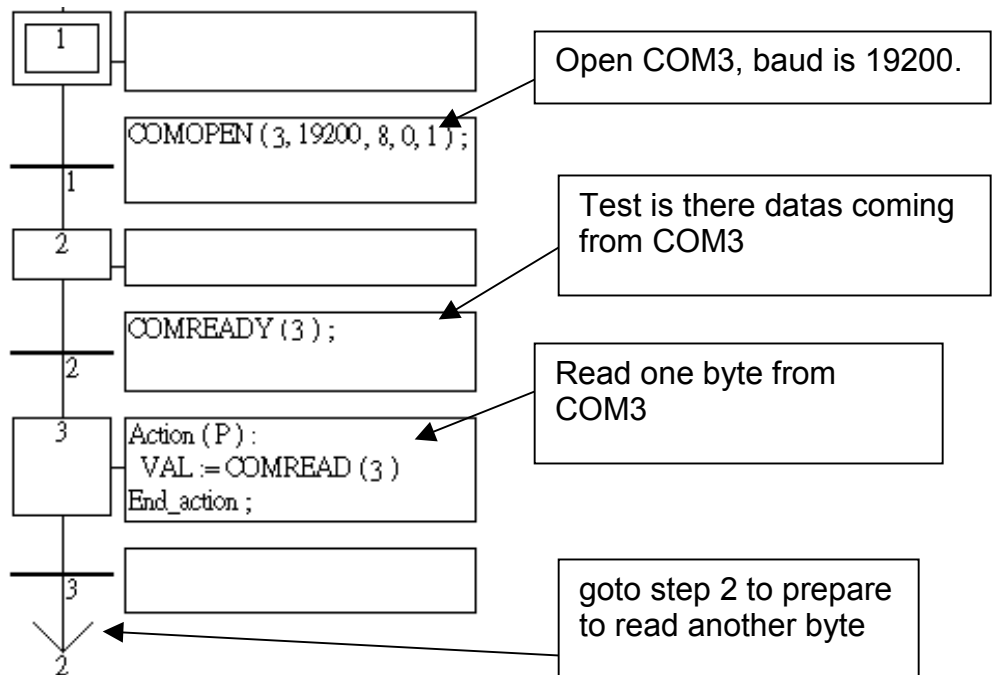 1
Open COM3, baud is 19200.
COMOPEN ( 3, 19200, 8, 0, 1 ) ;
1
Test is there datas coming
from COM3
2
COMREADY ( 3 ) ;
2
Read one byte from
COM3
3
Action ( P ) :
VAL := COMREAD ( 3 )
End_action ;
3
goto step 2 to prepare
to read another byte
2